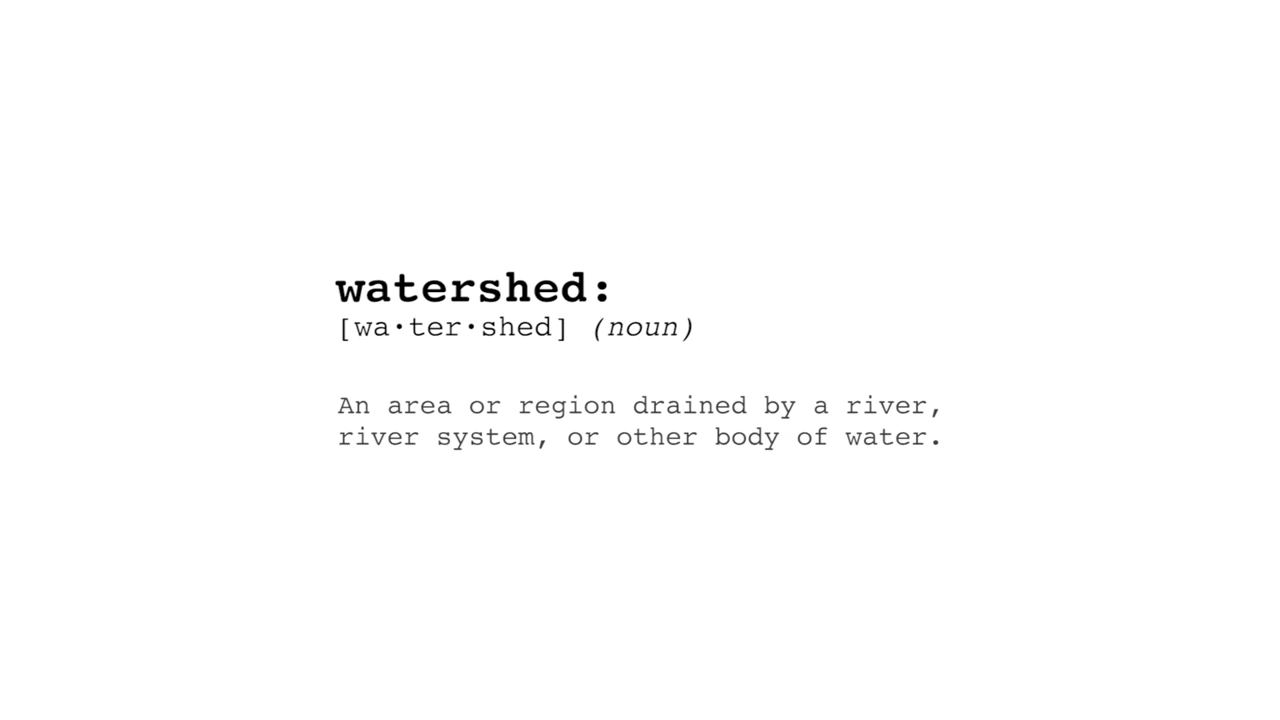 watershed:
[wa•ter•shed] (noun)
An area or region drained by a river,
river system, or other body of water.